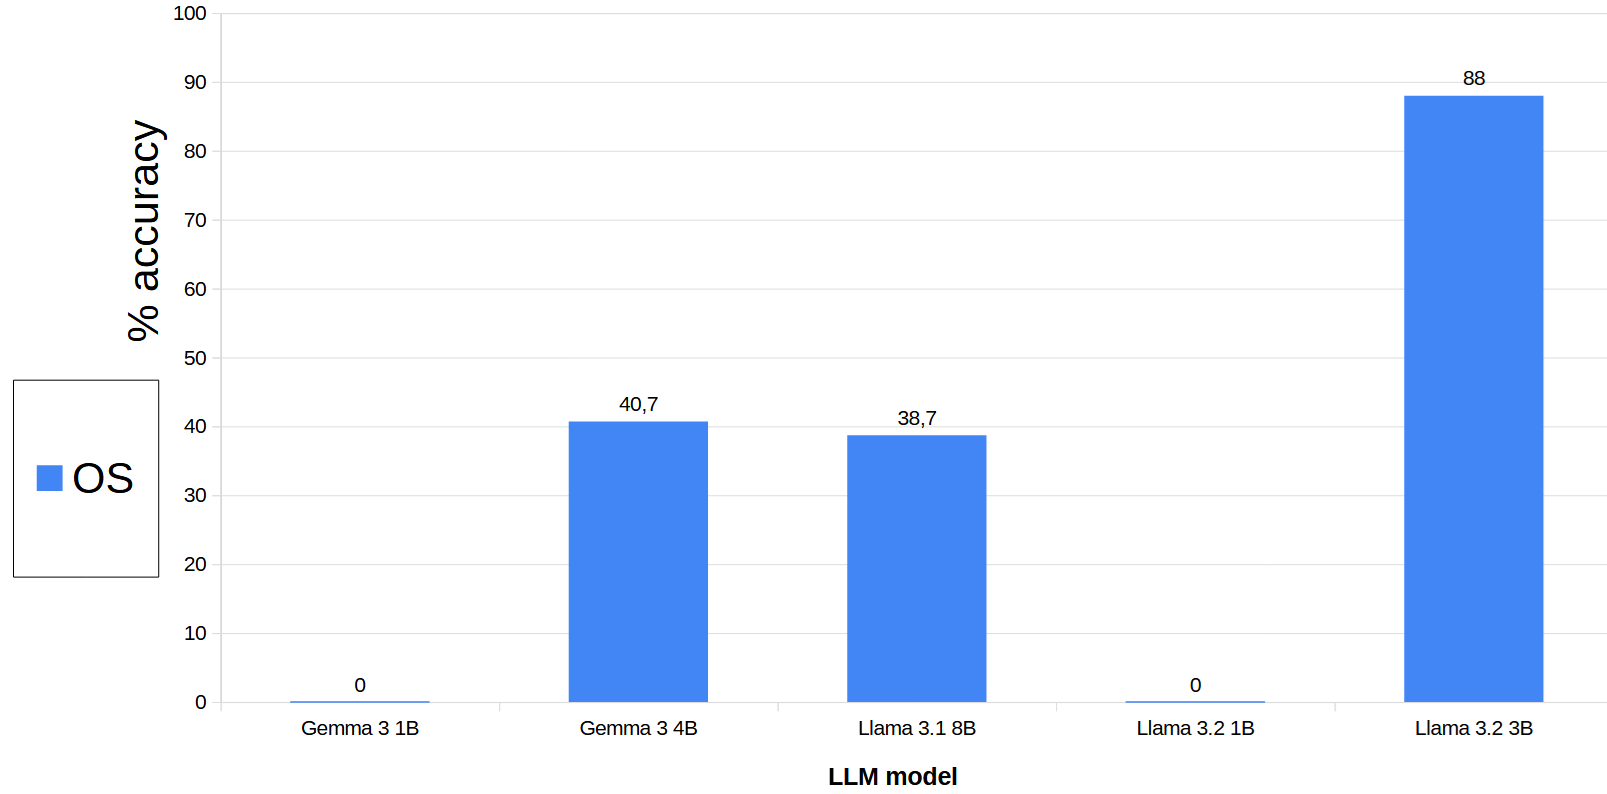 100
90
80
70
60
50
40
30
20
10
0
% accuracy
OS
0
40,7
38,7
0
88
Gemma 3 1B
Gemma 3 4B
Llama 3.1 8B
Llama 3.2 1B
Llama 3.2 3B
LLM model